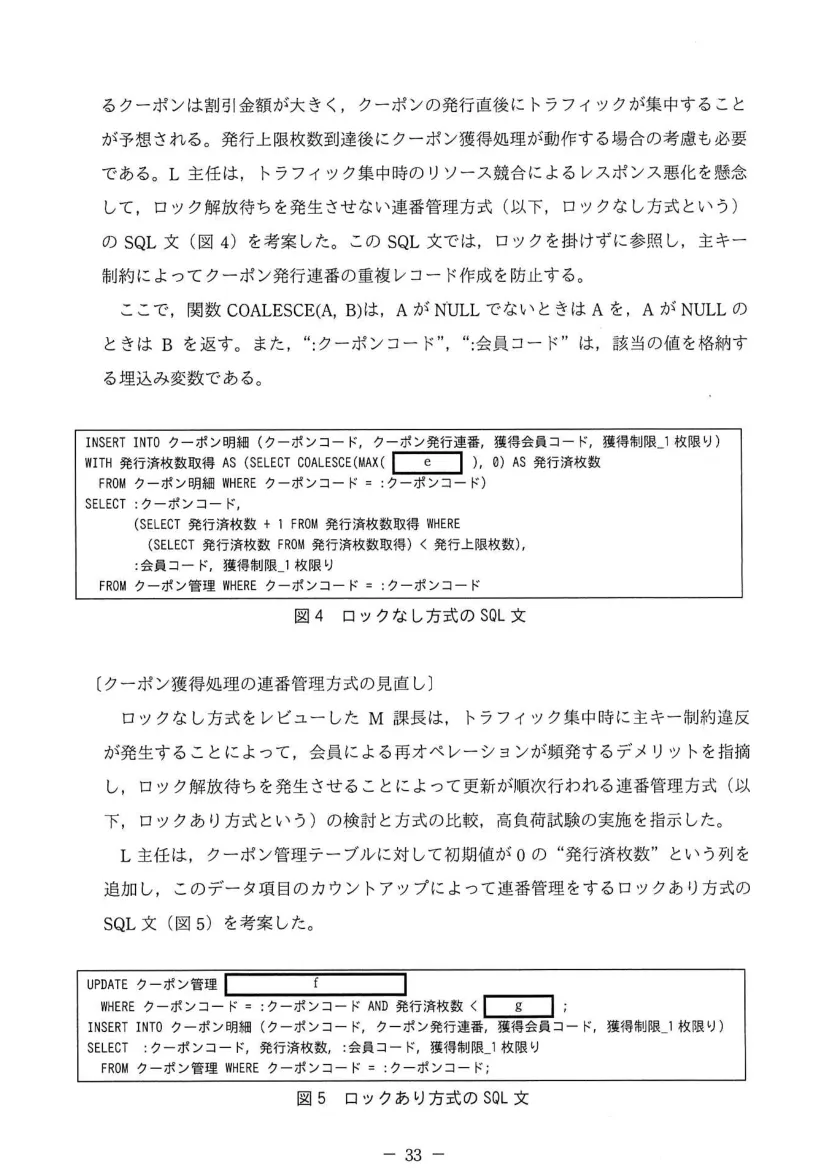 るクーポンは割引金額が大きく，クーポンの発行直後にトラフィックが集中すること
が予想される。発行上限枚数到達後にクーポン獲得処理が動作する場合の考慮も必要
である。L 主任は，トラフィック集中時のリソース競合によるレスポンス悪化を懸念
して，ロック解放待ちを発生させない連番管理方式（以下，ロックなし方式という）
の SQL 文（図 4）を考案した。この SQL 文では，ロックを掛けずに参照し，主キー
制約によってクーポン発行連番の重複レコード作成を防止する。
ここで，関数 COALESCE(A, B)は，A が NULL でないときは A を，A が NULL の
ときは B を返す。また，“:クーポンコード”，“:会員コード” は，該当の値を格納す
る埋込み変数である。
INSERT INTO クーポン明細 (クーポンコード, クーポン発行連番, 獲得会員コード, 獲得制限_1枚限り)
WITH 発行済枚数取得 AS (SELECT COALESCE(MAX( e ), 0) AS 発行済枚数
FROM クーポン明細 WHERE クーポンコード = :クーポンコード)
SELECT :クーポンコード,
(SELECT 発行済枚数 + 1 FROM 発行済枚数取得 WHERE
(SELECT 発行済枚数 FROM 発行済枚数取得) < 発行上限枚数),
:会員コード, 獲得制限_1枚限り
FROM クーポン管理 WHERE クーポンコード = :クーポンコード
図 4 ロックなし方式の SQL 文
〔クーポン獲得処理の連番管理方式の見直し〕
ロックなし方式をレビューした M 課長は，トラフィック集中時に主キー制約違反
が発生することによって，会員による再オペレーションが頻発するデメリットを指摘
し，ロック解放待ちを発生させることによって更新が順次行われる連番管理方式（以
下，ロックあり方式という）の検討と方式の比較，高負荷試験の実施を指示した。
L 主任は，クーポン管理テーブルに対して初期値が 0 の “発行済枚数” という列を
追加し，このデータ項目のカウントアップによって連番管理をするロックあり方式の
SQL 文（図 5）を考案した。
UPDATE クーポン管理 f
WHERE クーポンコード = :クーポンコード AND 発行済枚数 < g ;
INSERT INTO クーポン明細 (クーポンコード, クーポン発行連番, 獲得会員コード, 獲得制限_1枚限り)
SELECT :クーポンコード, 発行済枚数, :会員コード, 獲得制限_1枚限り
FROM クーポン管理 WHERE クーポンコード = :クーポンコード;
図 5 ロックあり方式の SQL 文
－ 33 －